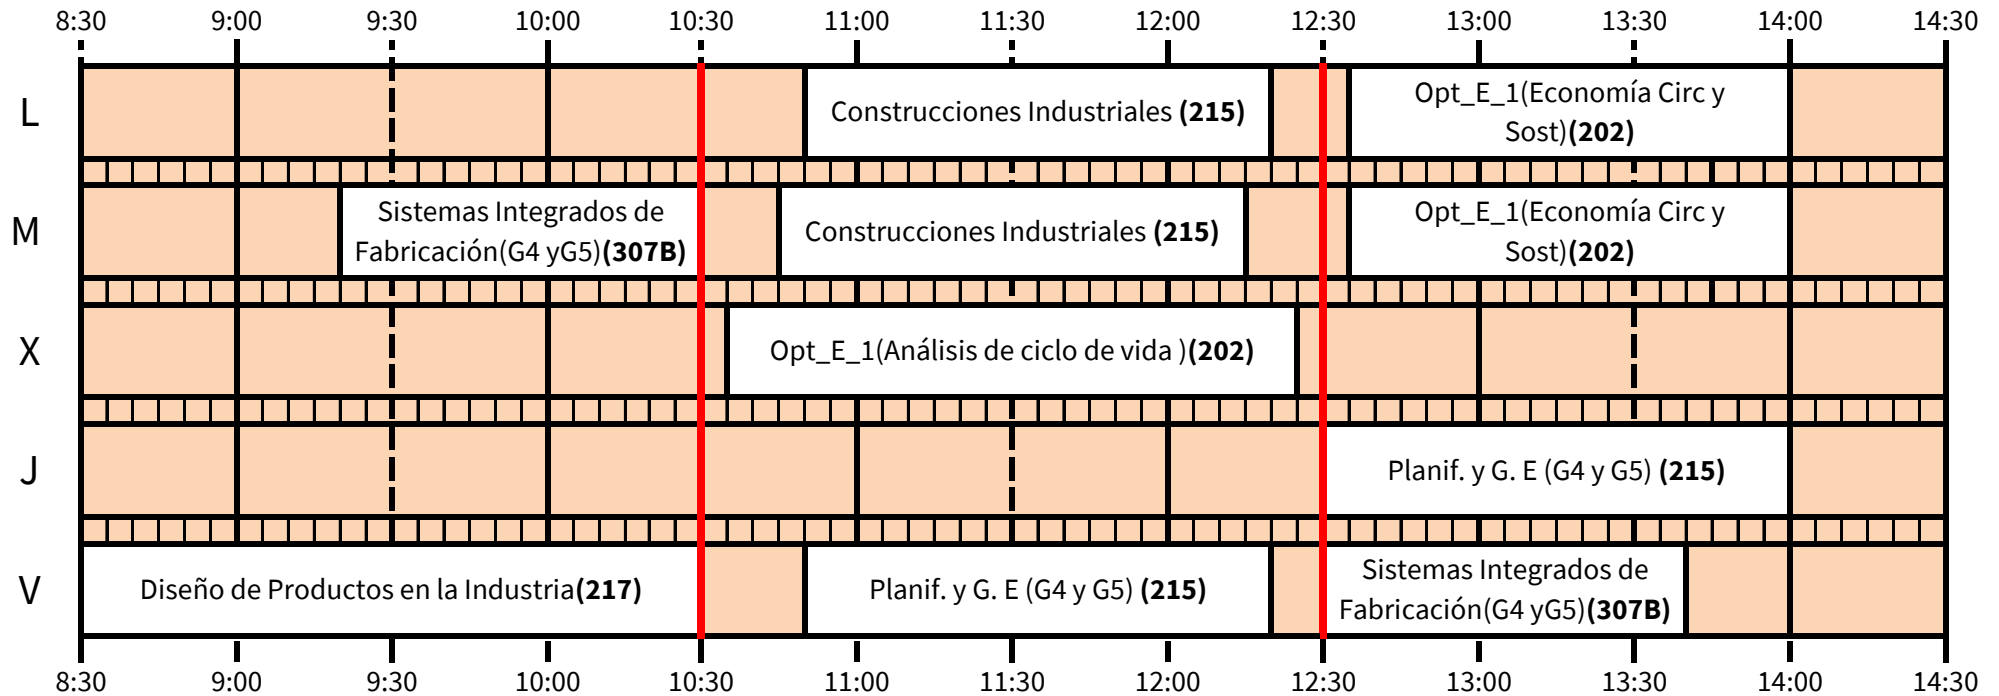 8:30 9:00 9:30 10:00 10:30 11:00 11:30 12:00 12:30 13:00 13:30 14:00 14:30
L
Construcciones Industriales (215)
Opt_E_1(Economía Circ y
Sost)(202)
M
Sistemas Integrados de
Fabricación(G4 yG5)(307B)
Construcciones Industriales (215)
Opt_E_1(Economía Circ y
Sost)(202)
X
Opt_E_1(Análisis de ciclo de vida )(202)
J
Planif. y G. E (G4 y G5) (215)
V
Diseño de Productos en la Industria(217)
Planif. y G. E (G4 y G5) (215)
Sistemas Integrados de
Fabricación(G4 yG5)(307B)
8:30 9:00 9:30 10:00 10:30 11:00 11:30 12:00 12:30 13:00 13:30 14:00 14:30